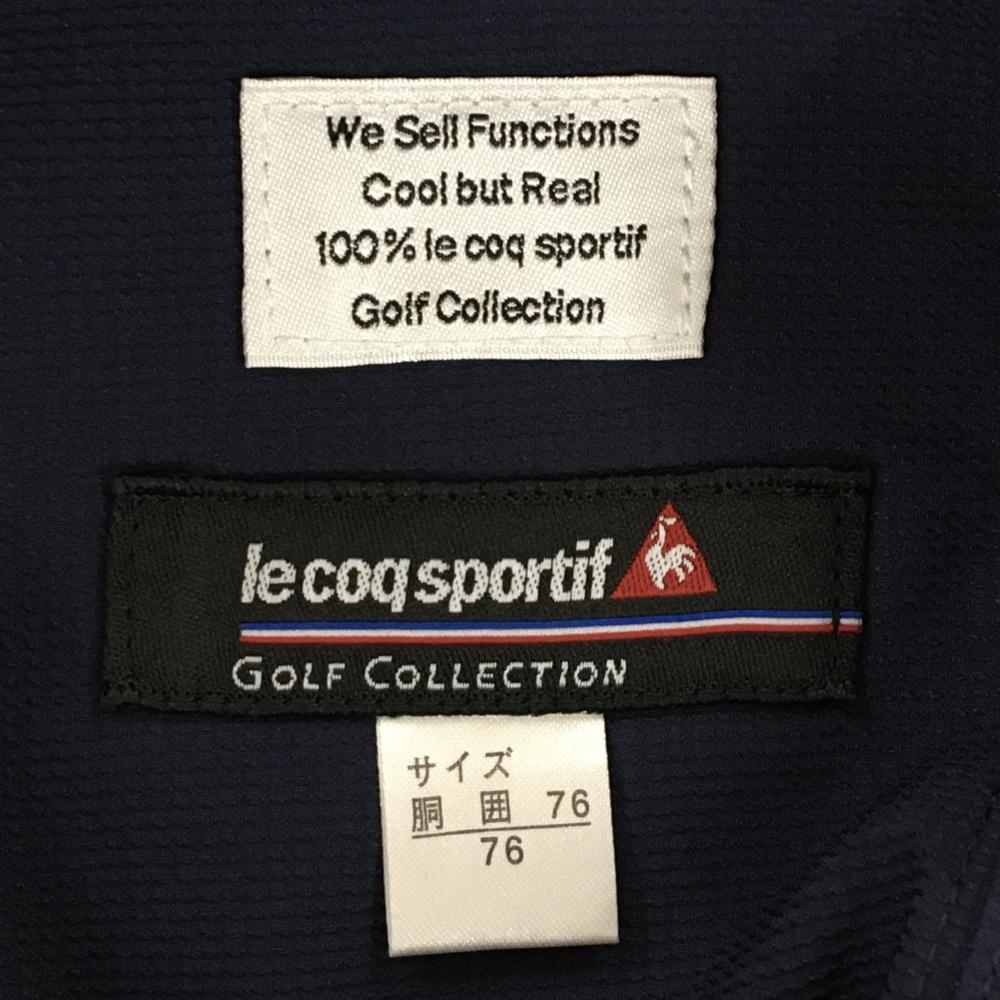 We Sell Functions
Cool but Real
100% le coq sportif
Golf Collection
le coq sportif
GOLF COLLECTION
サイズ
胴 囲 76
76